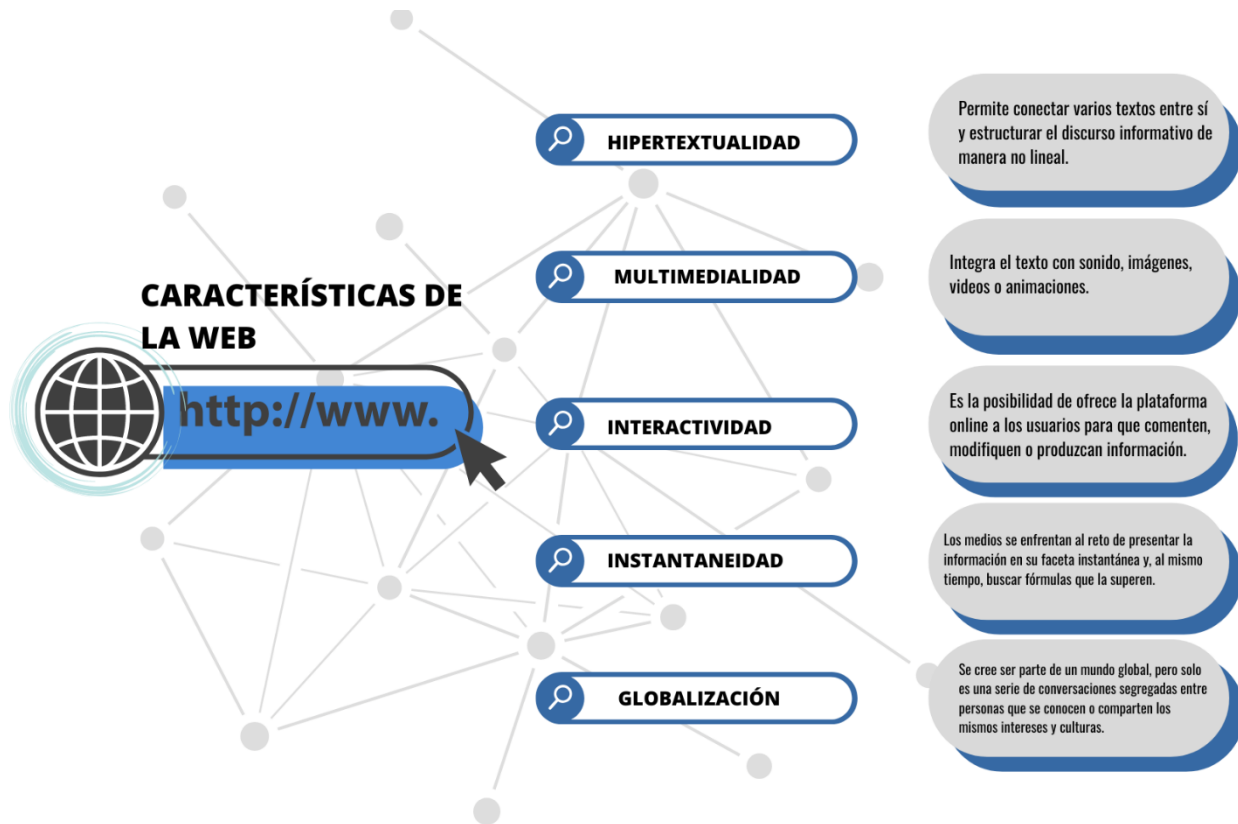 CARACTERÍSTICAS DE
LA WEB
http://www.
HIPERTEXTUALIDAD
Permite conectar varios textos entre sí
y estructurar el discurso informativo de
manera no lineal.
MULTIMEDIALIDAD
Integra el texto con sonido, imágenes,
videos o animaciones.
INTERACTIVIDAD
Es la posibilidad de ofrece la plataforma
online a los usuarios para que comenten,
modifiquen o produzcan información.
INSTANTANEIDAD
Los medios se enfrentan al reto de presentar la
información en su faceta instantánea y, al mismo
tiempo, buscar fórmulas que la superen.
GLOBALIZACIÓN
Se cree ser parte de un mundo global, pero solo
es una serie de conversaciones segregadas entre
personas que se conocen o comparten los
mismos intereses y culturas.